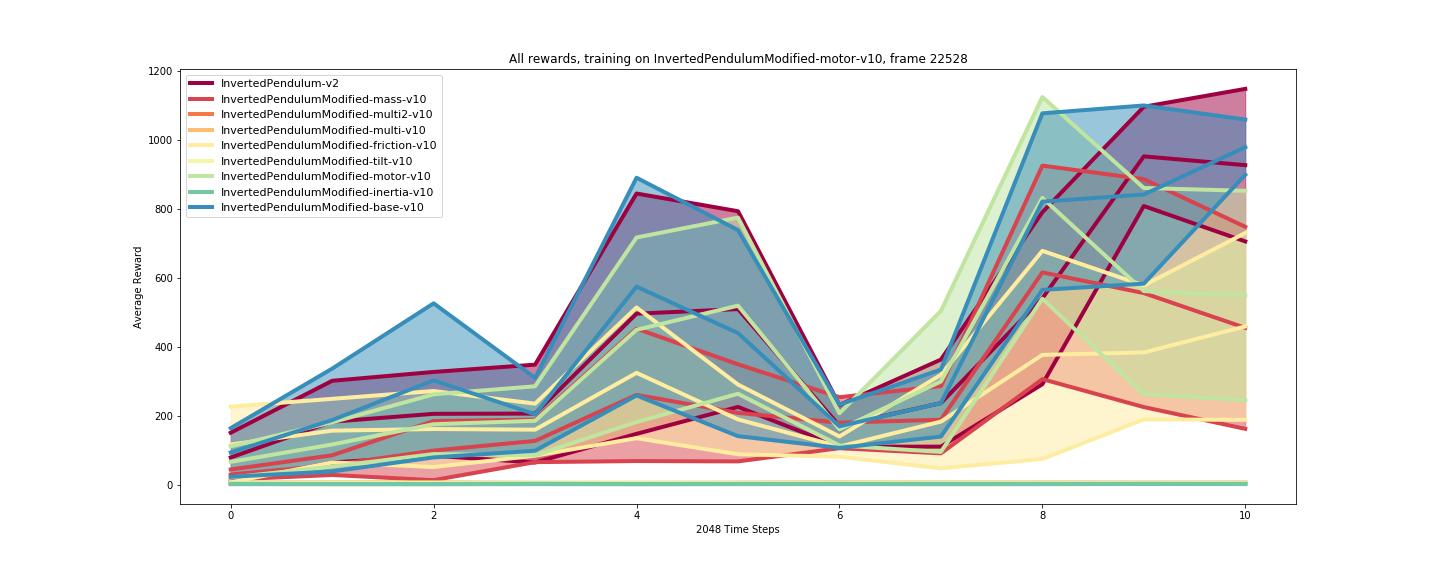 All rewards, training on InvertedPendulumModified-motor-v10, frame 22528
InvertedPendulum-v2
InvertedPendulumModified-mass-v10
InvertedPendulumModified-multi2-v10
InvertedPendulumModified-multi-v10
InvertedPendulumModified-friction-v10
InvertedPendulumModified-tilt-v10
InvertedPendulumModified-motor-v10
InvertedPendulumModified-inertia-v10
InvertedPendulumModified-base-v10
Average Reward
1200
1000
800
600
400
200
0
0 2 4 6 8 10
2048 Time Steps